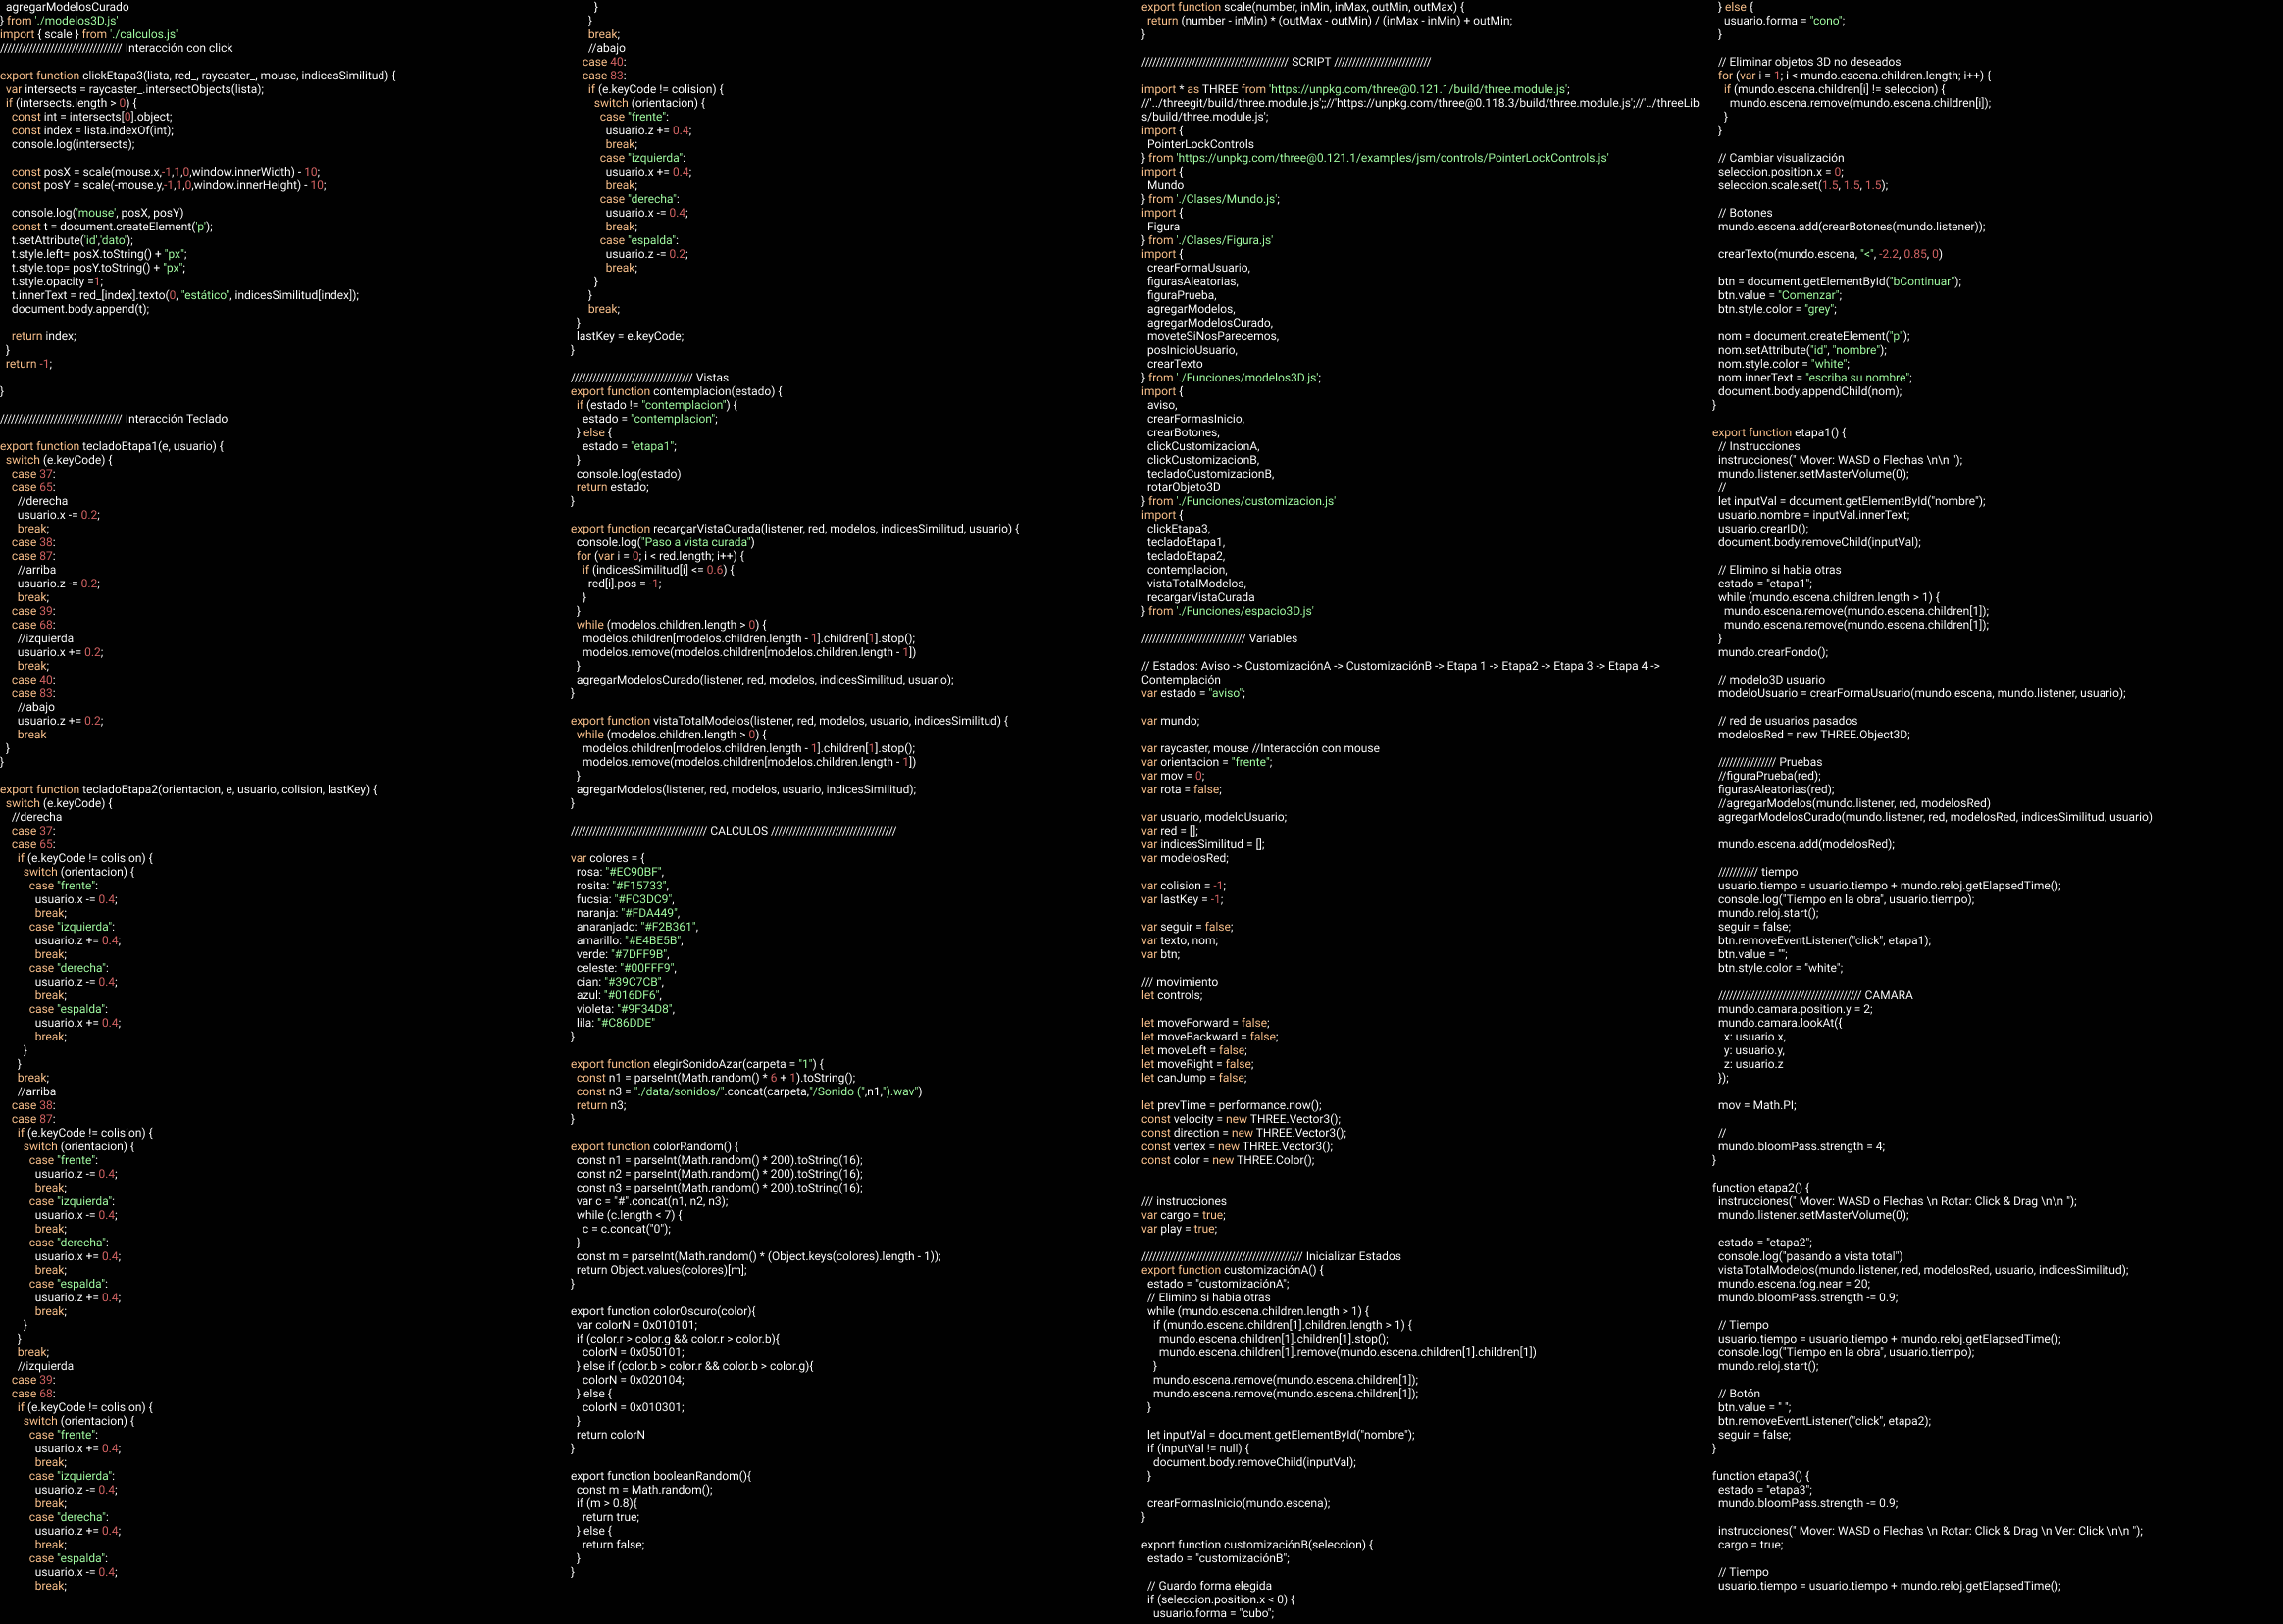 agregarModelosCurado
} from './modelos3D.js'
import { scale } from './calculos.js'
////////////////////////////////// Interacción con click

export function clickEtapa3(lista, red_, raycaster_, mouse, indicesSimilitud) {
  var intersects = raycaster_.intersectObjects(lista);
  if (intersects.length > 0) {
    const int = intersects[0].object;
    const index = lista.indexOf(int);
    console.log(intersects);

    const posX = scale(mouse.x,-1,1,0,window.innerWidth) - 10;
    const posY = scale(-mouse.y,-1,1,0,window.innerHeight) - 10;

    console.log('mouse', posX, posY)
    const t = document.createElement('p');
    t.setAttribute('id','dato');
    t.style.left= posX.toString() + "px";
    t.style.top= posY.toString() + "px";
    t.style.opacity =1;
    t.innerText = red_[index].texto(0, "estático", indicesSimilitud[index]);
    document.body.append(t);

    return index;
  }
  return -1;

}

////////////////////////////////// Interacción Teclado

export function tecladoEtapa1(e, usuario) {
  switch (e.keyCode) {
    case 37:
    case 65:
      //derecha
      usuario.x -= 0.2;
      break;
    case 38:
    case 87:
      //arriba
      usuario.z -= 0.2;
      break;
    case 39:
    case 68:
      //izquierda
      usuario.x += 0.2;
      break;
    case 40:
    case 83:
      //abajo
      usuario.z += 0.2;
      break
  }
}

export function tecladoEtapa2(orientacion, e, usuario, colision, lastKey) {
  switch (e.keyCode) {
    //derecha
    case 37:
    case 65:
      if (e.keyCode != colision) {
        switch (orientacion) {
          case "frente":
            usuario.x -= 0.4;
            break;
          case "izquierda":
            usuario.z += 0.4;
            break;
          case "derecha":
            usuario.z -= 0.4;
            break;
          case "espalda":
            usuario.x += 0.4;
            break;
        }
      }
      break;
      //arriba
    case 38:
    case 87:
      if (e.keyCode != colision) {
        switch (orientacion) {
          case "frente":
            usuario.z -= 0.4;
            break;
          case "izquierda":
            usuario.x -= 0.4;
            break;
          case "derecha":
            usuario.x += 0.4;
            break;
          case "espalda":
            usuario.z += 0.4;
            break;
        }
      }
      break;
      //izquierda
    case 39:
    case 68:
      if (e.keyCode != colision) {
        switch (orientacion) {
          case "frente":
            usuario.x += 0.4;
            break;
          case "izquierda":
            usuario.z -= 0.4;
            break;
          case "derecha":
            usuario.z += 0.4;
            break;
          case "espalda":
            usuario.x -= 0.4;
            break;
        }
      }
      break;
      //abajo
    case 40:
    case 83:
      if (e.keyCode != colision) {
        switch (orientacion) {
          case "frente":
            usuario.z += 0.4;
            break;
          case "izquierda":
            usuario.x += 0.4;
            break;
          case "derecha":
            usuario.x -= 0.4;
            break;
          case "espalda":
            usuario.z -= 0.2;
            break;
        }
      }
      break;
  }
  lastKey = e.keyCode;
}

////////////////////////////////// Vistas
export function contemplacion(estado) {
  if (estado != "contemplacion") {
    estado = "contemplacion";
  } else {
    estado = "etapa1";
  }
  console.log(estado)
  return estado;
}

export function recargarVistaCurada(listener, red, modelos, indicesSimilitud, usuario) {
  console.log("Paso a vista curada")
  for (var i = 0; i < red.length; i++) {
    if (indicesSimilitud[i] <= 0.6) {
      red[i].pos = -1;
    }
  }
  while (modelos.children.length > 0) {
    modelos.children[modelos.children.length - 1].children[1].stop();
    modelos.remove(modelos.children[modelos.children.length - 1])
  }
  agregarModelosCurado(listener, red, modelos, indicesSimilitud, usuario);
}

export function vistaTotalModelos(listener, red, modelos, usuario, indicesSimilitud) {
  while (modelos.children.length > 0) {
    modelos.children[modelos.children.length - 1].children[1].stop();
    modelos.remove(modelos.children[modelos.children.length - 1])
  }
  agregarModelos(listener, red, modelos, usuario, indicesSimilitud);
}

////////////////////////////////////// CALCULOS ///////////////////////////////////

var colores = {
  rosa: "#EC90BF",
  rosita: "#F15733",
  fucsia: "#FC3DC9",
  naranja: "#FDA449",
  anaranjado: "#F2B361",
  amarillo: "#E4BE5B",
  verde: "#7DFF9B",
  celeste: "#00FFF9",
  cian: "#39C7CB",
  azul: "#016DF6",
  violeta: "#9F34D8",
  lila: "#C86DDE"
}

export function elegirSonidoAzar(carpeta = "1") {
  const n1 = parseInt(Math.random() * 6 + 1).toString();
  const n3 = "./data/sonidos/".concat(carpeta,"/Sonido (",n1,").wav")
  return n3;
}

export function colorRandom() {
  const n1 = parseInt(Math.random() * 200).toString(16);
  const n2 = parseInt(Math.random() * 200).toString(16);
  const n3 = parseInt(Math.random() * 200).toString(16);
  var c = "#".concat(n1, n2, n3);
  while (c.length < 7) {
    c = c.concat("0");
  }
  const m = parseInt(Math.random() * (Object.keys(colores).length - 1));
  return Object.values(colores)[m];
}

export function colorOscuro(color){
  var colorN = 0x010101;
  if (color.r > color.g && color.r > color.b){
    colorN = 0x050101;
  } else if (color.b > color.r && color.b > color.g){
    colorN = 0x020104;
  } else {
    colorN = 0x010301;
  }
  return colorN
}

export function booleanRandom(){
  const m = Math.random();
  if (m > 0.8){
    return true;
  } else {
    return false;
  }
}

export function scale(number, inMin, inMax, outMin, outMax) {
  return (number - inMin) * (outMax - outMin) / (inMax - inMin) + outMin;
}

///////////////////////////////////////// SCRIPT ///////////////////////////

import * as THREE from 'https://unpkg.com/three@0.121.1/build/three.module.js';
//'../threegit/build/three.module.js';;//'https://unpkg.com/three@0.118.3/build/three.module.js';//'../threeLib
s/build/three.module.js';
import {
  PointerLockControls
} from 'https://unpkg.com/three@0.121.1/examples/jsm/controls/PointerLockControls.js'
import {
  Mundo
} from './Clases/Mundo.js';
import {
  Figura
} from './Clases/Figura.js'
import {
  crearFormaUsuario,
  figurasAleatorias,
  figuraPrueba,
  agregarModelos,
  agregarModelosCurado,
  moveteSiNosParecemos,
  posInicioUsuario,
  crearTexto
} from './Funciones/modelos3D.js';
import {
  aviso,
  crearFormasInicio,
  crearBotones,
  clickCustomizacionA,
  clickCustomizacionB,
  tecladoCustomizacionB,
  rotarObjeto3D
} from './Funciones/customizacion.js'
import {
  clickEtapa3,
  tecladoEtapa1,
  tecladoEtapa2,
  contemplacion,
  vistaTotalModelos,
  recargarVistaCurada
} from './Funciones/espacio3D.js'

///////////////////////////// Variables

// Estados: Aviso -> CustomizaciónA -> CustomizaciónB -> Etapa 1 -> Etapa2 -> Etapa 3 -> Etapa 4 ->
Contemplación
var estado = "aviso";

var mundo;

var raycaster, mouse //Interacción con mouse
var orientacion = "frente";
var mov = 0;
var rota = false;

var usuario, modeloUsuario;
var red = [];
var indicesSimilitud = [];
var modelosRed;

var colision = -1;
var lastKey = -1;

var seguir = false;
var texto, nom;
var btn;

/// movimiento
let controls;

let moveForward = false;
let moveBackward = false;
let moveLeft = false;
let moveRight = false;
let canJump = false;

let prevTime = performance.now();
const velocity = new THREE.Vector3();
const direction = new THREE.Vector3();
const vertex = new THREE.Vector3();
const color = new THREE.Color();


/// instrucciones
var cargo = true;
var play = true;

///////////////////////////////////////////// Inicializar Estados
export function customizaciónA() {
  estado = "customizaciónA";
  // Elimino si habia otras
  while (mundo.escena.children.length > 1) {
    if (mundo.escena.children[1].children.length > 1) {
      mundo.escena.children[1].children[1].stop();
      mundo.escena.children[1].remove(mundo.escena.children[1].children[1])
    }
    mundo.escena.remove(mundo.escena.children[1]);
    mundo.escena.remove(mundo.escena.children[1]);
  }

  let inputVal = document.getElementById("nombre");
  if (inputVal != null) {
    document.body.removeChild(inputVal);
  }

  crearFormasInicio(mundo.escena);
}

export function customizaciónB(seleccion) {
  estado = "customizaciónB";

  // Guardo forma elegida
  if (seleccion.position.x < 0) {
    usuario.forma = "cubo";
  } else {
    usuario.forma = "cono";
  }

  // Eliminar objetos 3D no deseados
  for (var i = 1; i < mundo.escena.children.length; i++) {
    if (mundo.escena.children[i] != seleccion) {
      mundo.escena.remove(mundo.escena.children[i]);
    }
  }

  // Cambiar visualización
  seleccion.position.x = 0;
  seleccion.scale.set(1.5, 1.5, 1.5);

  // Botones
  mundo.escena.add(crearBotones(mundo.listener));

  crearTexto(mundo.escena, "<", -2.2, 0.85, 0)

  btn = document.getElementById("bContinuar");
  btn.value = "Comenzar";
  btn.style.color = "grey";

  nom = document.createElement("p");
  nom.setAttribute("id", "nombre");
  nom.style.color = "white";
  nom.innerText = "escriba su nombre";
  document.body.appendChild(nom);
}

export function etapa1() {
  // Instrucciones
  instrucciones(" Mover: WASD o Flechas \n\n ");
  mundo.listener.setMasterVolume(0);
  //
  let inputVal = document.getElementById("nombre");
  usuario.nombre = inputVal.innerText;
  usuario.crearID();
  document.body.removeChild(inputVal);

  // Elimino si habia otras
  estado = "etapa1";
  while (mundo.escena.children.length > 1) {
    mundo.escena.remove(mundo.escena.children[1]);
    mundo.escena.remove(mundo.escena.children[1]);
  }
  mundo.crearFondo();

  // modelo3D usuario
  modeloUsuario = crearFormaUsuario(mundo.escena, mundo.listener, usuario);

  // red de usuarios pasados
  modelosRed = new THREE.Object3D;

  //////////////// Pruebas
  //figuraPrueba(red);
  figurasAleatorias(red);
  //agregarModelos(mundo.listener, red, modelosRed)
  agregarModelosCurado(mundo.listener, red, modelosRed, indicesSimilitud, usuario)

  mundo.escena.add(modelosRed);

  /////////// tiempo
  usuario.tiempo = usuario.tiempo + mundo.reloj.getElapsedTime();
  console.log("Tiempo en la obra", usuario.tiempo);
  mundo.reloj.start();
  seguir = false;
  btn.removeEventListener("click", etapa1);
  btn.value = "";
  btn.style.color = "white";

  //////////////////////////////////////// CAMARA
  mundo.camara.position.y = 2;
  mundo.camara.lookAt({
    x: usuario.x,
    y: usuario.y,
    z: usuario.z
  });

  mov = Math.PI;

  //
  mundo.bloomPass.strength = 4;
}

function etapa2() {
  instrucciones(" Mover: WASD o Flechas \n Rotar: Click & Drag \n\n ");
  mundo.listener.setMasterVolume(0);

  estado = "etapa2";
  console.log("pasando a vista total")
  vistaTotalModelos(mundo.listener, red, modelosRed, usuario, indicesSimilitud);
  mundo.escena.fog.near = 20;
  mundo.bloomPass.strength -= 0.9;

  // Tiempo
  usuario.tiempo = usuario.tiempo + mundo.reloj.getElapsedTime();
  console.log("Tiempo en la obra", usuario.tiempo);
  mundo.reloj.start();

  // Botón
  btn.value = " ";
  btn.removeEventListener("click", etapa2);
  seguir = false;
}

function etapa3() {
  estado = "etapa3";
  mundo.bloomPass.strength -= 0.9;

  instrucciones(" Mover: WASD o Flechas \n Rotar: Click & Drag \n Ver: Click \n\n ");
  cargo = true;

  // Tiempo
  usuario.tiempo = usuario.tiempo + mundo.reloj.getElapsedTime();